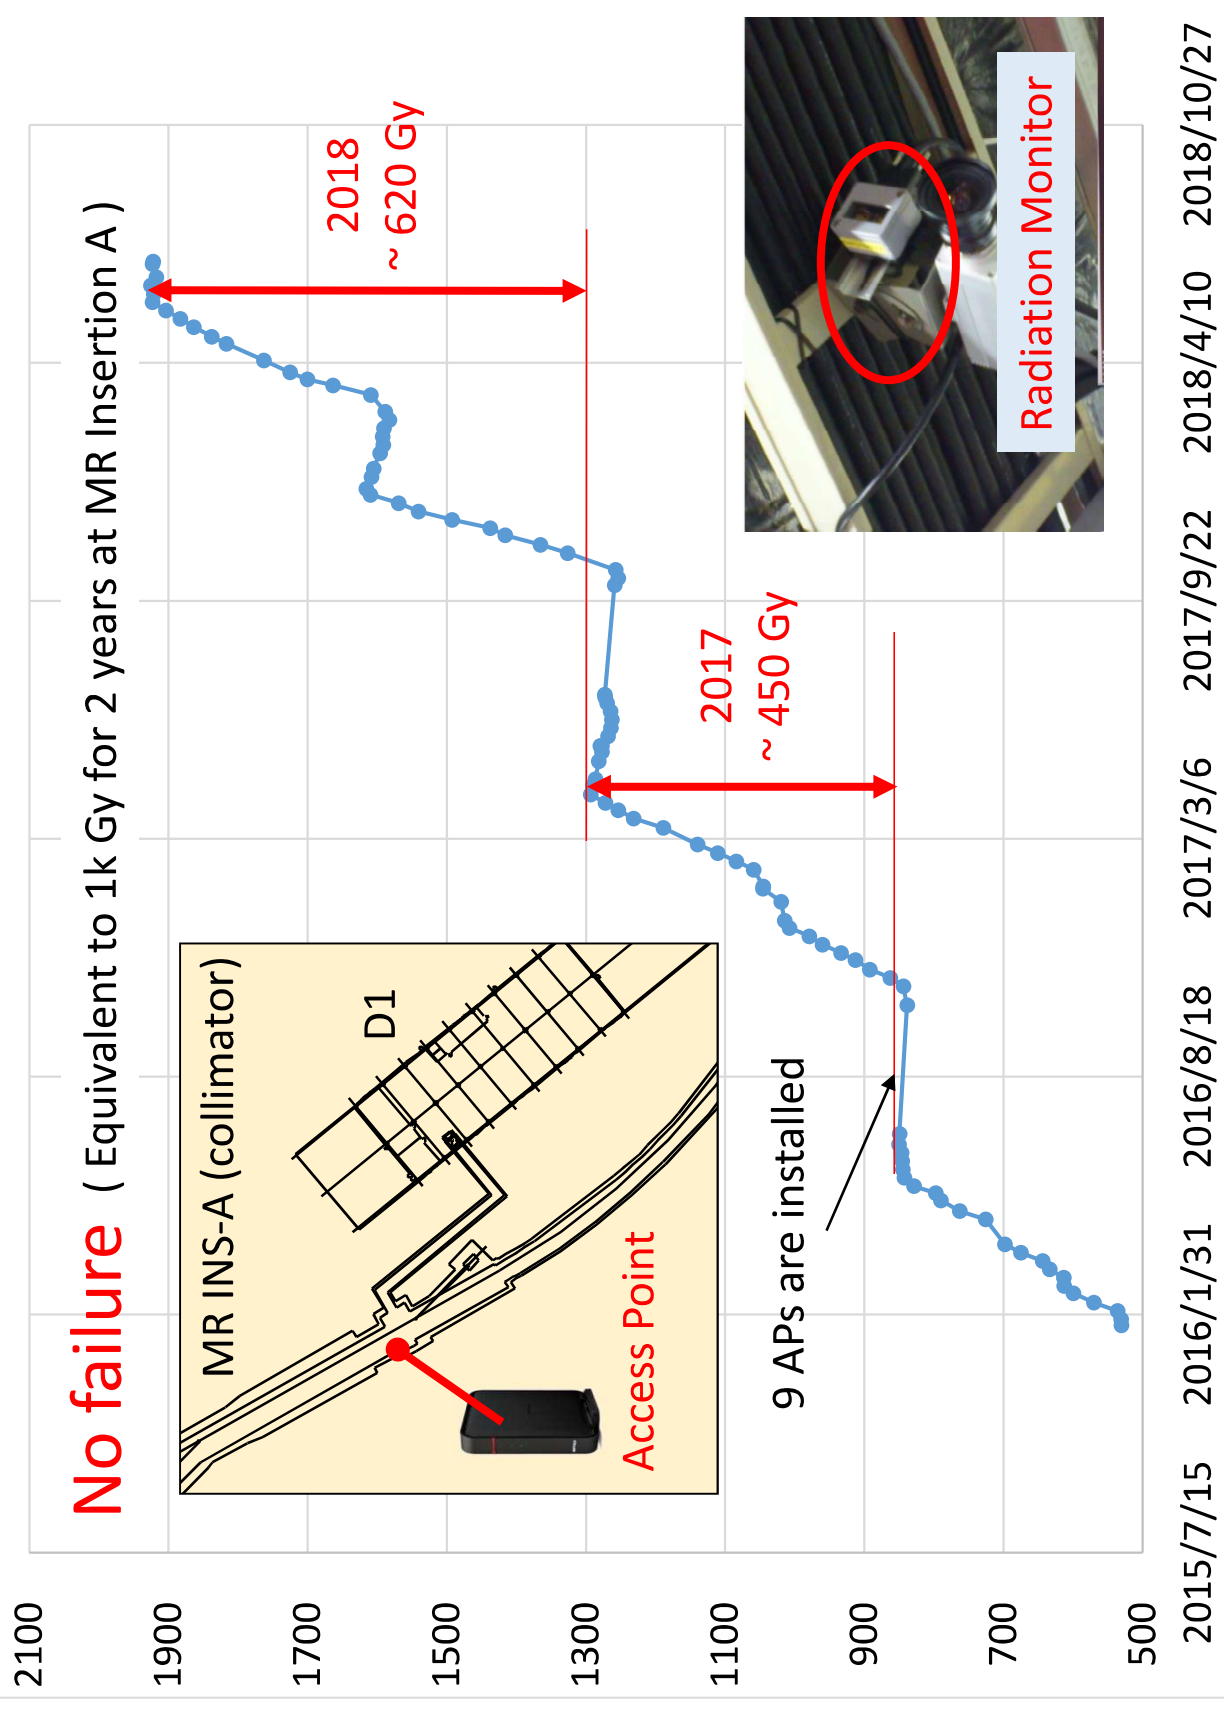 No failure ( Equivalent to 1k Gy for 2 years at MR Insertion A )
2100
1900
1700
1500
1300
1100
900
700
500
MR INS-A (collimator)
D1
Access Point
9 APs are installed
2017
~ 450 Gy
2018
~ 620 Gy
Radiation Monitor
2015/7/15
2016/1/31
2016/8/18
2017/3/6
2017/9/22
2018/4/10
2018/10/27